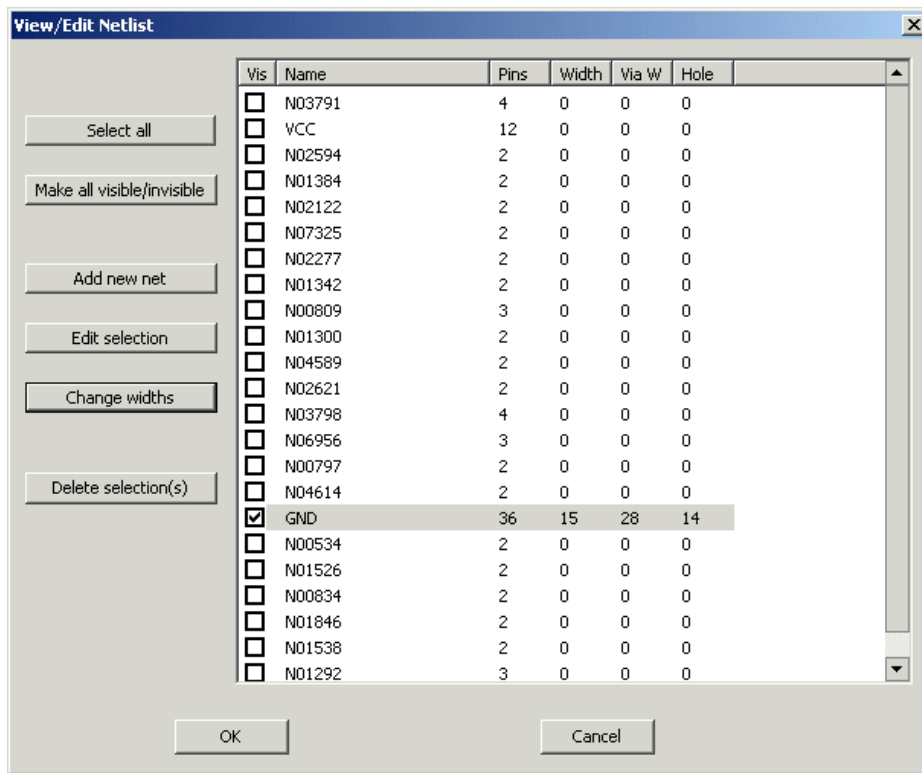 View/Edit Netlist
Vis Name Pins Width Via W Hole
Select all
Make all visible/invisible
Add new net
Edit selection
Change widths
Delete selection(s)
N03791 4 0 0 0
VCC 12 0 0 0
N02594 2 0 0 0
N01384 2 0 0 0
N02122 2 0 0 0
N07325 2 0 0 0
N02277 2 0 0 0
N01342 2 0 0 0
N00809 3 0 0 0
N01300 2 0 0 0
N04589 2 0 0 0
N02621 2 0 0 0
N03798 4 0 0 0
N06956 3 0 0 0
N00797 2 0 0 0
N04614 2 0 0 0
GND 36 15 28 14
N00534 2 0 0 0
N01526 2 0 0 0
N00834 2 0 0 0
N01846 2 0 0 0
N01538 2 0 0 0
N01292 3 0 0 0
OK Cancel